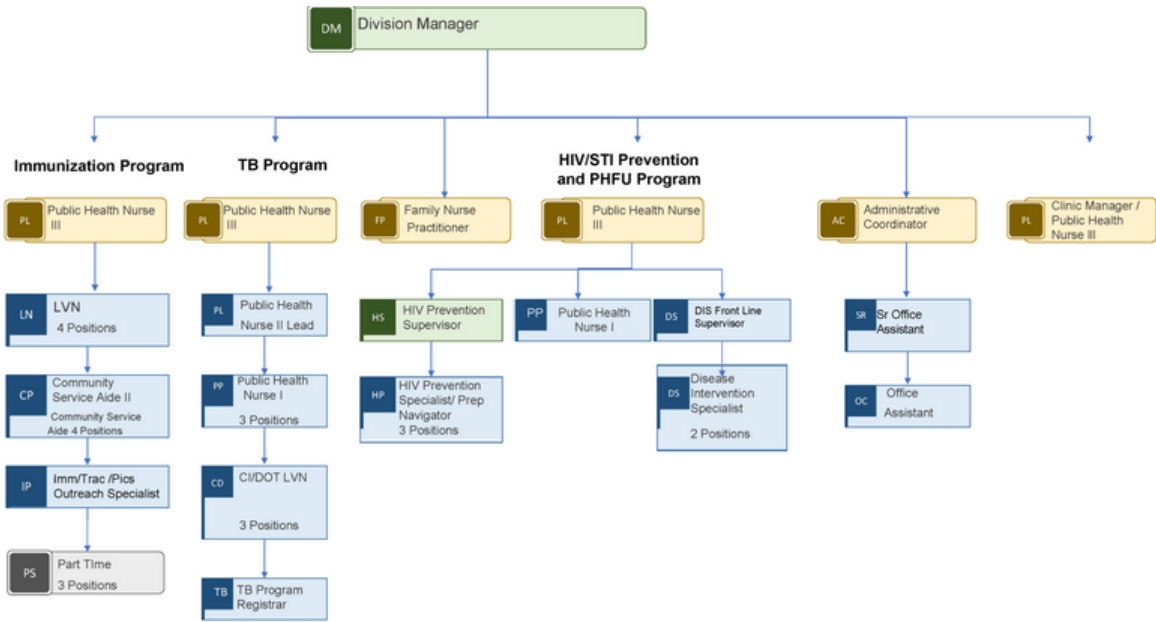 DM
Division Manager
Immunization Program
TB Program
HIV/STI Prevention
and PHFU Program
PL
Public Health Nurse
III
PL
Public Health Nurse
III
FP
Family Nurse
Practitioner
PL
Public Health Nurse
III
AC
Administrative
Coordinator
PL
Clinic Manager /
Public Health
Nurse III
LN
LVN
4 Positions
PL
Public Health
Nurse II Lead
HS
HIV Prevention
Supervisor
PP
Public Health
Nurse I
DS
DIS Front Line
Supervisor
SR
Sr Office
Assistant
CP
Community
Service Aide II
Community Service
Aide 4 Positions
PP
Public Health
Nurse I
3 Positions
HP
HIV Prevention
Specialist/ Prep
Navigator
3 Positions
DS
Disease
Intervention
Specialist
2 Positions
OC
Office
Assistant
IP
Imm/Trac /Pics
Outreach Specialist
CD
CI/DOT LVN
3 Positions
PS
Part TIme
3 Positions
TB
TB Program
Registrar